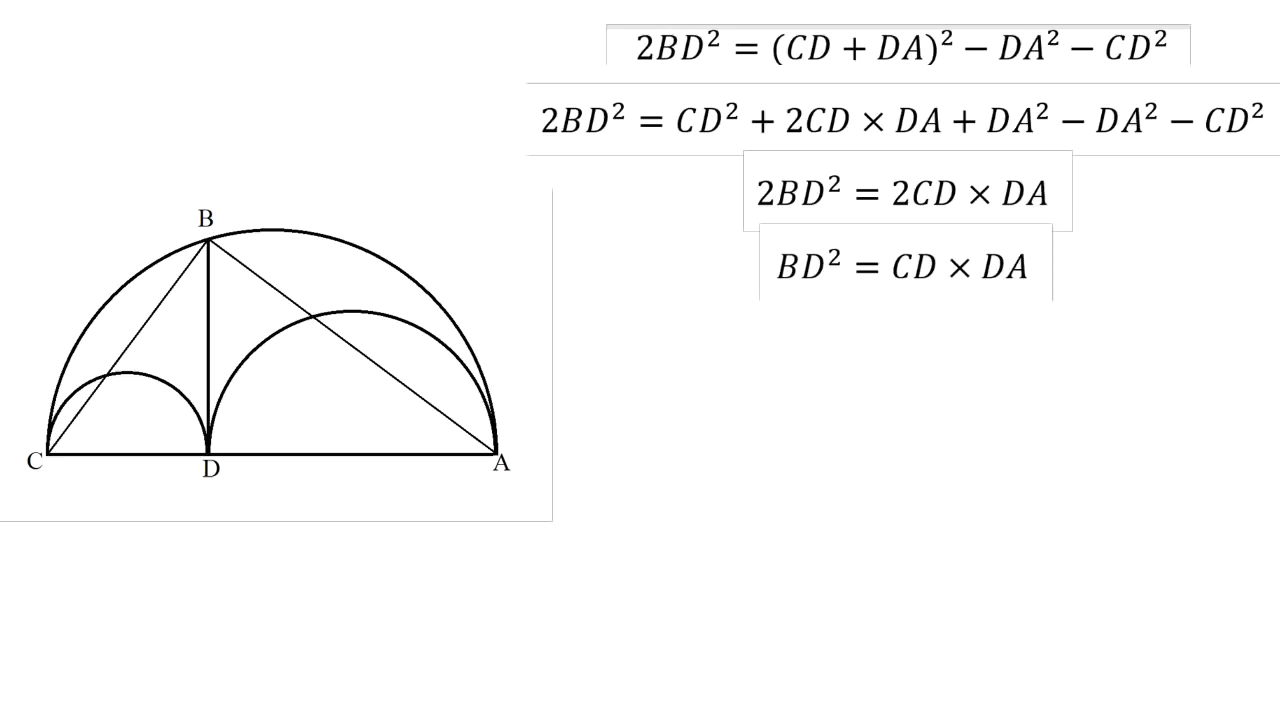 2BD² = (CD + DA)² − DA² − CD²
2BD² = CD² + 2CD × DA + DA² − DA² − CD²
2BD² = 2CD × DA
BD² = CD × DA
B
C
D
A